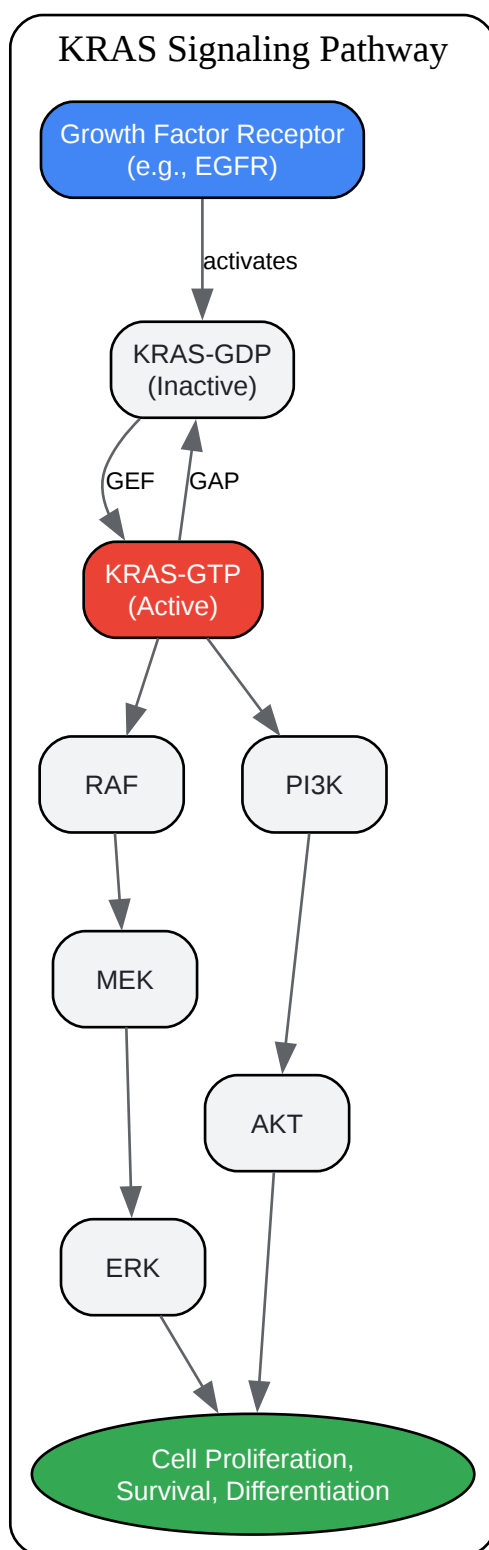 KRAS Signaling Pathway
Growth Factor Receptor
(e.g., EGFR)
activates
KRAS-GDP
(Inactive)
GEF
GAP
KRAS-GTP
(Active)
RAF
PI3K
MEK
AKT
ERK
Cell Proliferation,
Survival, Differentiation